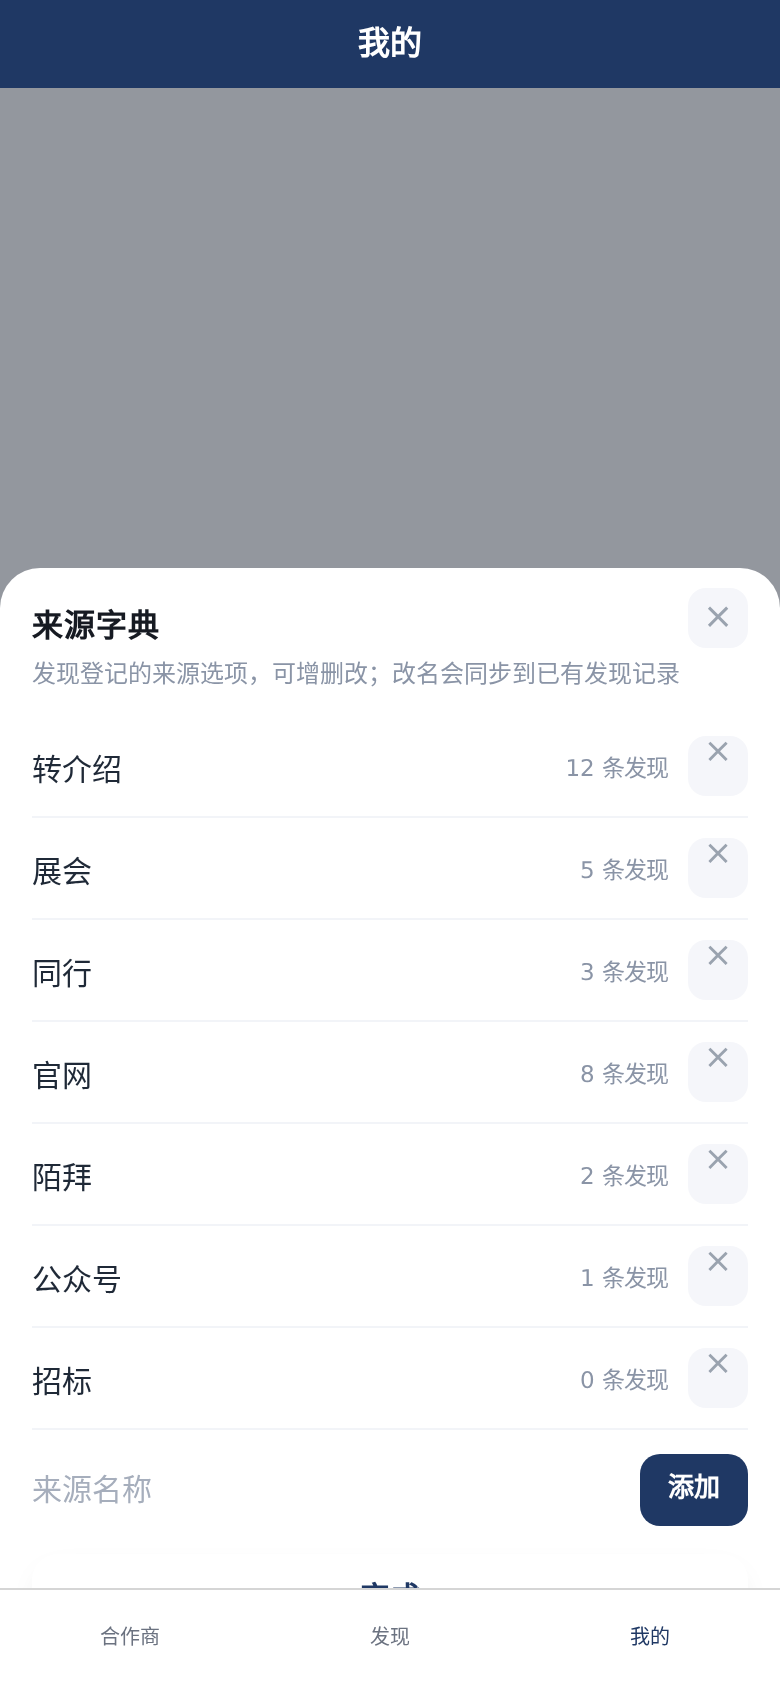 我的
来源字典
发现登记的来源选项，可增删改；改名会同步到已有发现记录
转介绍 12 条发现
展会 5 条发现
同行 3 条发现
官网 8 条发现
陌拜 2 条发现
公众号 1 条发现
招标 0 条发现
来源名称 添加
合作商 发现 我的